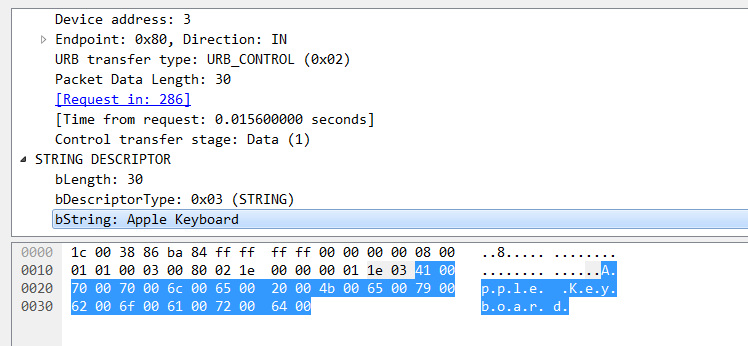 Device address: 3
Endpoint: 0x80, Direction: IN
URB transfer type: URB_CONTROL (0x02)
Packet Data Length: 30
[Request in: 286]
[Time from request: 0.015600000 seconds]
Control transfer stage: Data (1)
STRING DESCRIPTOR
bLength: 30
bDescriptorType: 0x03 (STRING)
bString: Apple Keyboard
0000 1c 00 38 86 ba 84 ff ff ff ff 00 00 00 00 08 00 ..8..... ........
0010 01 01 00 03 00 80 02 1e 00 00 00 01 1e 03 41 00 ........ ......A.
0020 70 00 70 00 6c 00 65 00 20 00 4b 00 65 00 79 00 p.p.l.e. .K.e.y.
0030 62 00 6f 00 61 00 72 00 64 00 b.o.a.r. d.